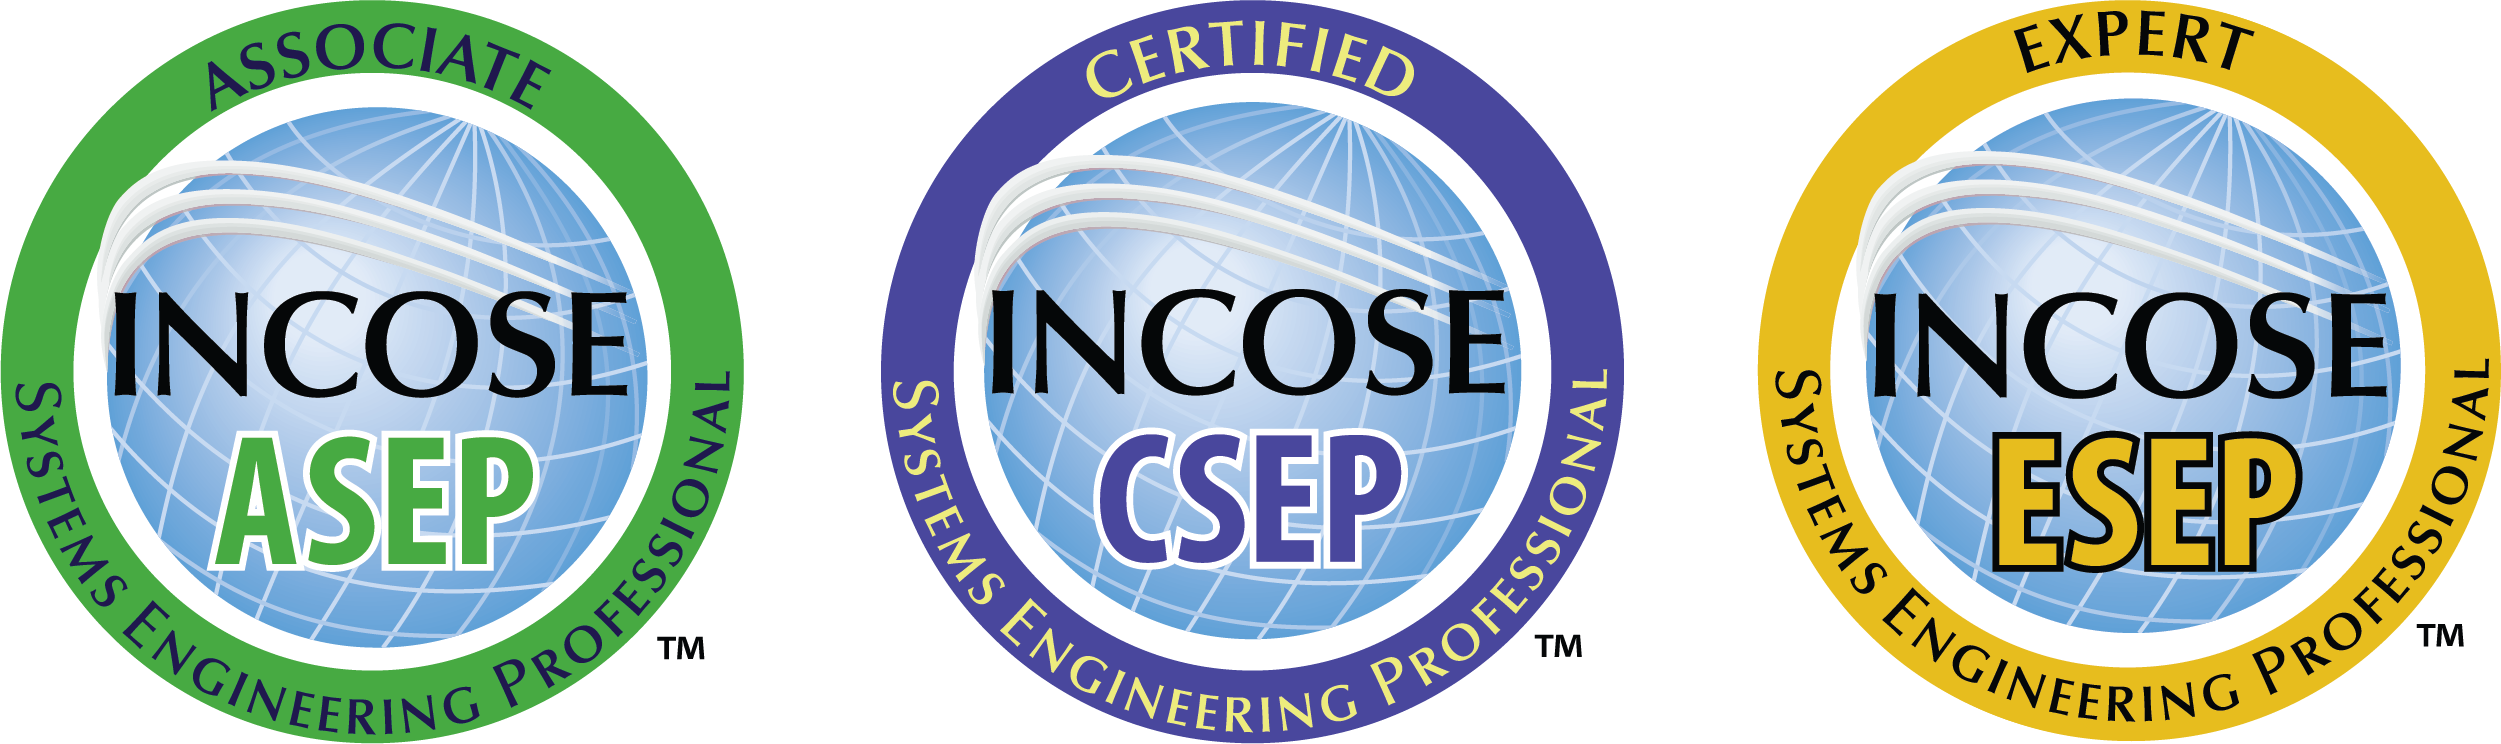 ASSOCIATE
INCOSE
ASEP
SYSTEMS ENGINEERING PROFESSIONAL
TM
CERTIFIED
INCOSE
CSEP
SYSTEMS ENGINEERING PROFESSIONAL
TM
EXPERT
INCOSE
ESEP
SYSTEMS ENGINEERING PROFESSIONAL
TM